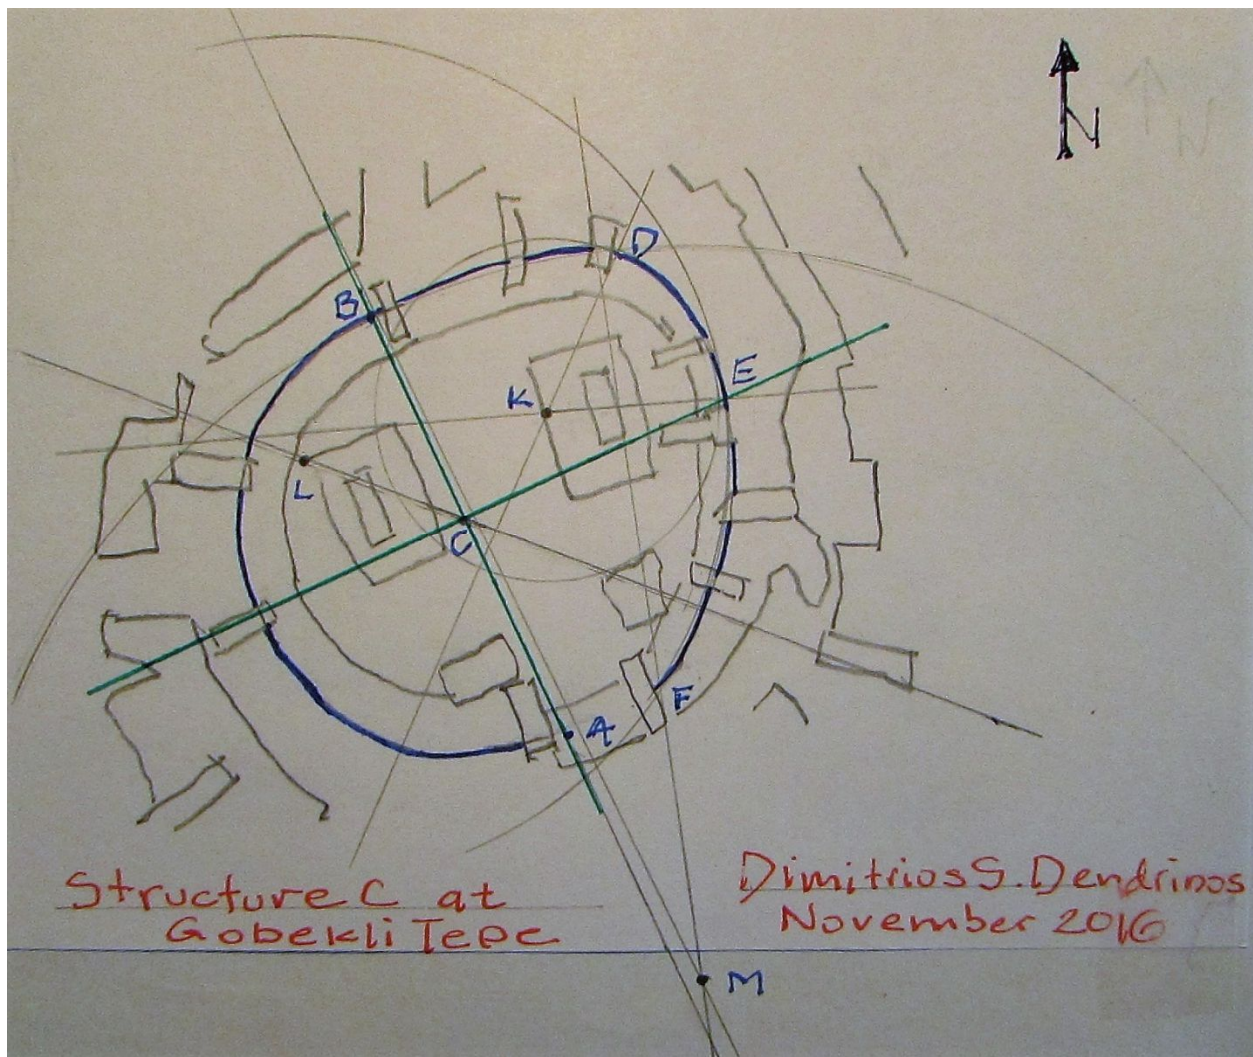 N
D
B
E
K
L
C
F
A
Structure C at
Gobekli Tepe
Dimitrios S. Dendrinos
November 2016
M